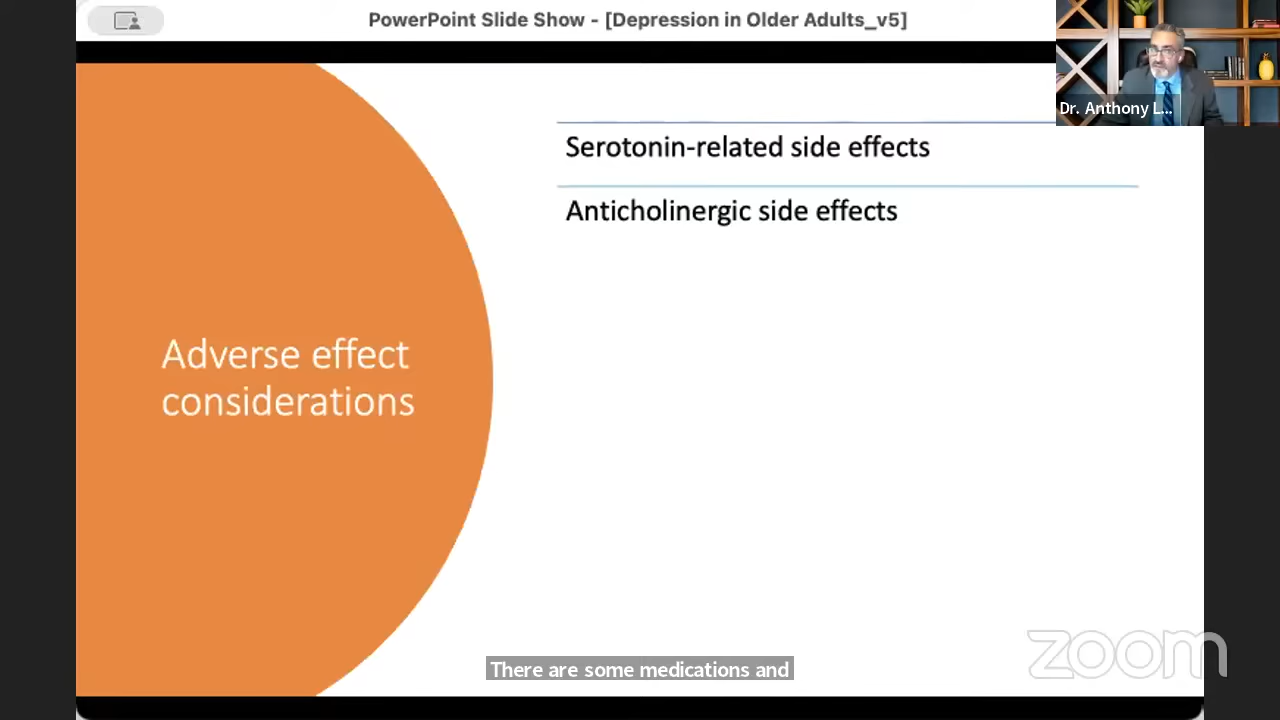 PowerPoint Slide Show - [Depression in Older Adults_v5]
Dr. Anthony L...
Serotonin-related side effects
Anticholinergic side effects
Adverse effect
considerations
There are some medications and
zoom